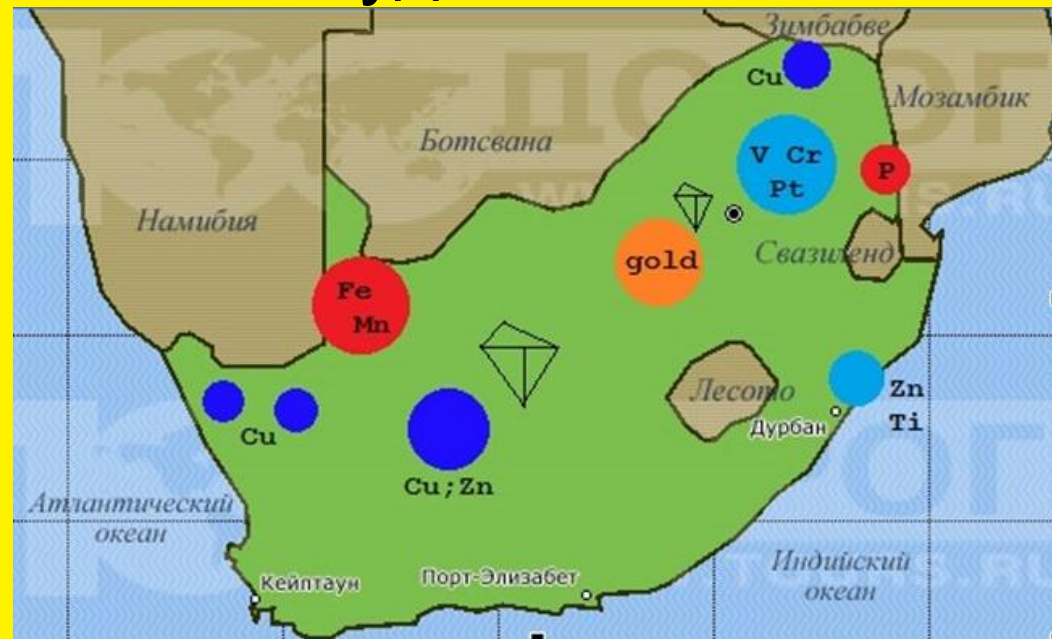 Зимбабве
Cu
Мозамбик
Ботсвана
V Cr
Pt
P
Намибия
Свазиленд
gold
Fe
Mn
Лесото
Zn
Ti
Дурбан
Cu
Cu;Zn
Атлантический
океан
Индийский
океан
Кейптаун
Порт-Элизабет